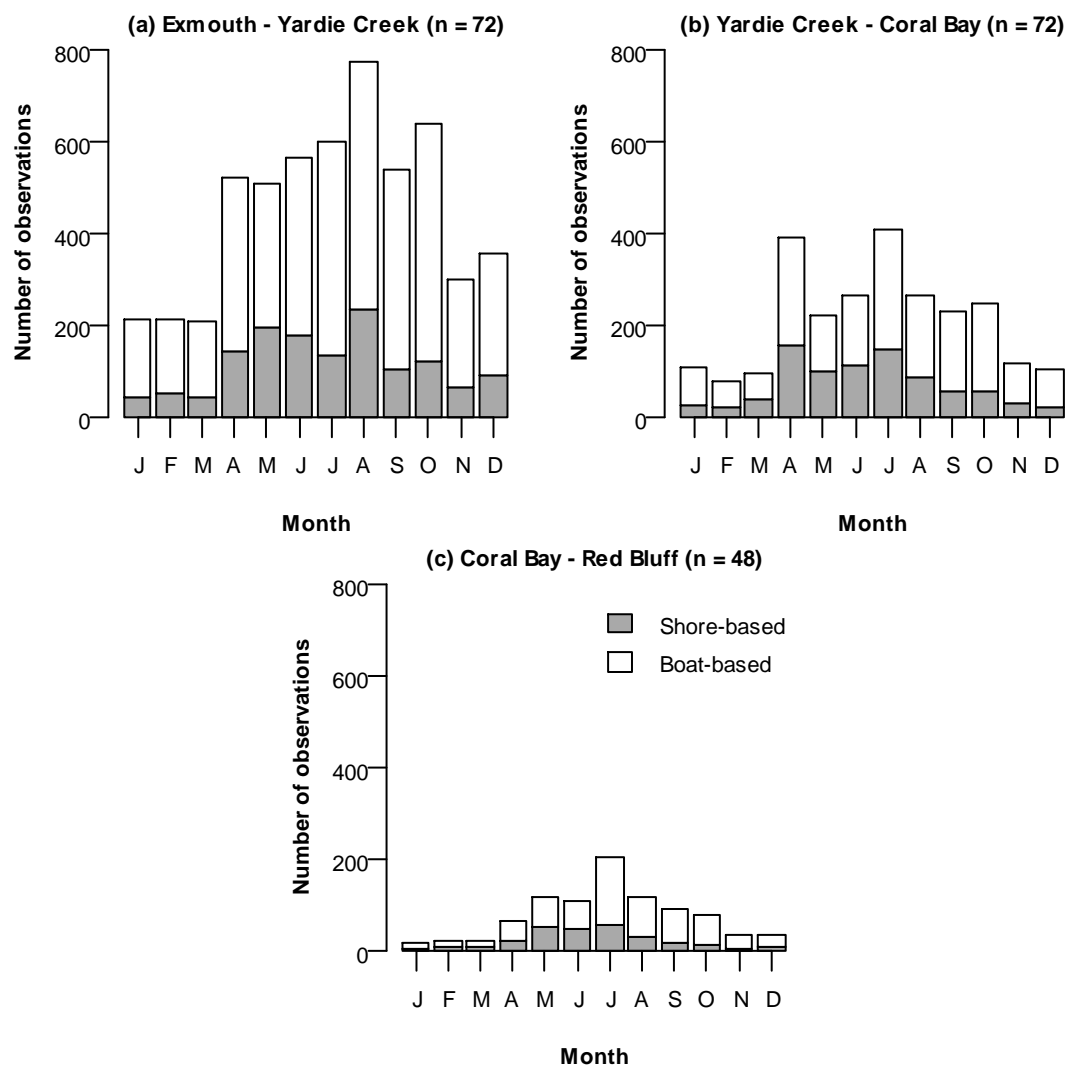 (a) Exmouth - Yardie Creek (n = 72)
Number of observations
800
600
400
200
0
J F M A M J J A S O N D
Month
(b) Yardie Creek - Coral Bay (n = 72)
Number of observations
800
600
400
200
0
J F M A M J J A S O N D
Month
(c) Coral Bay - Red Bluff (n = 48)
Number of observations
800
600
400
200
0
Shore-based
Boat-based
J F M A M J J A S O N D
Month